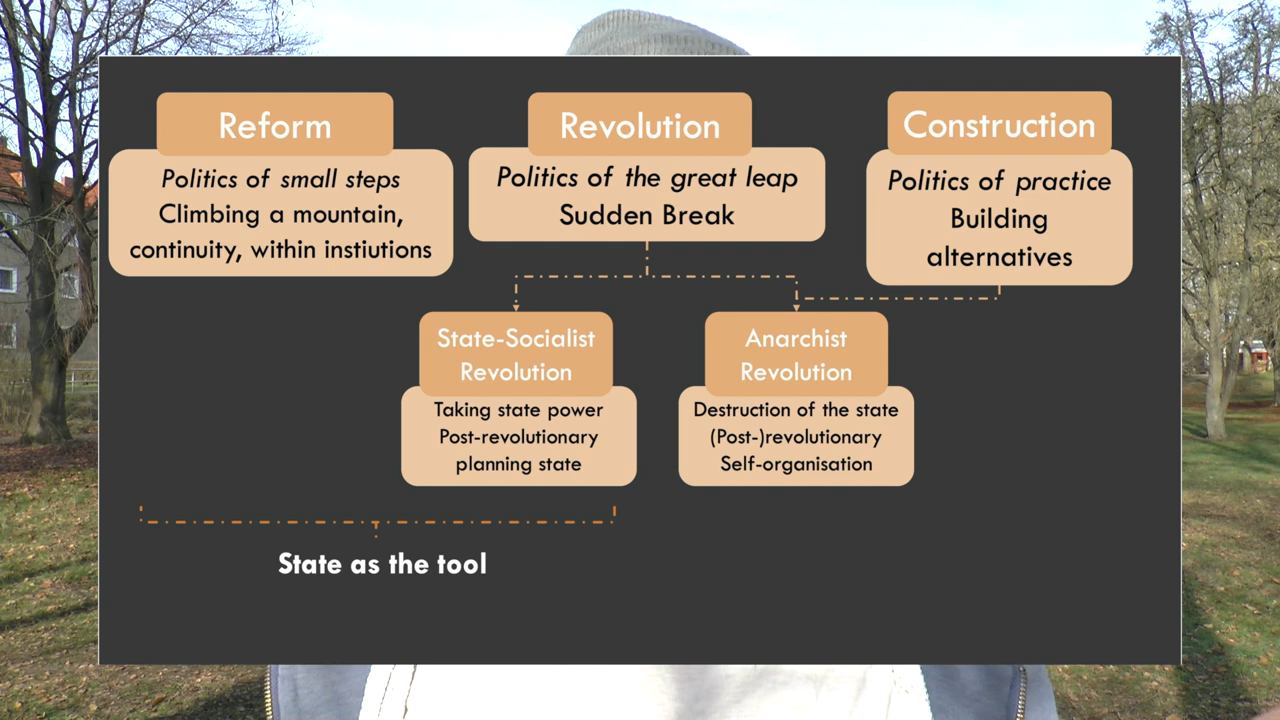 Reform
Politics of small steps
Climbing a mountain,
continuity, within instiutions
Revolution
Politics of the great leap
Sudden Break
Construction
Politics of practice
Building
alternatives
State-Socialist
Revolution
Taking state power
Post-revolutionary
planning state
Anarchist
Revolution
Destruction of the state
(Post-)revolutionary
Self-organisation
State as the tool